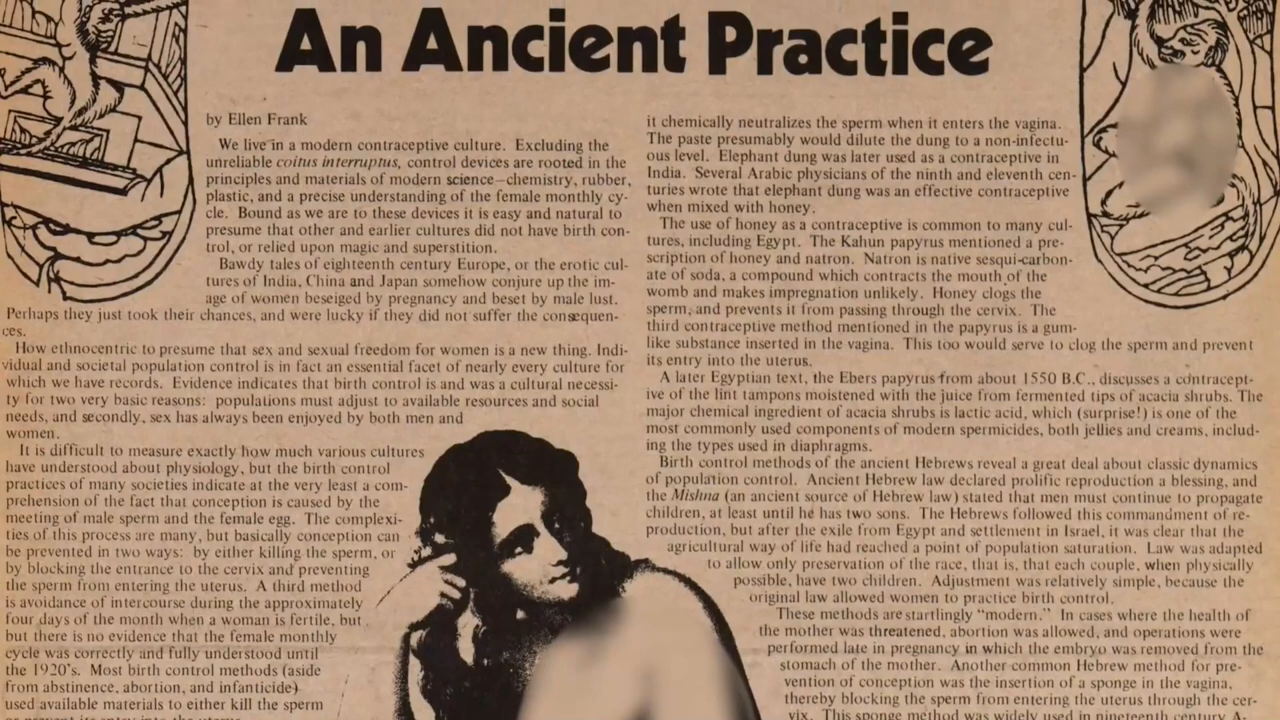 An Ancient Practice
by Ellen Frank
We live in a modern contraceptive culture. Excluding the
unreliable coitus interruptus, control devices are rooted in the
principles and materials of modern science—chemistry, rubber,
plastic, and a precise understanding of the female monthly cy-
cle. Bound as we are to these devices it is easy and natural to
presume that other and earlier cultures did not have birth con-
trol, or relied upon magic and superstition.
Bawdy tales of eighteenth century Europe, or the erotic cul-
tures of India, China and Japan somehow conjure up the im-
age of women beseiged by pregnancy and beset by male lust.
Perhaps they just took their chances, and were lucky if they did not suffer the consequen-
ces.
How ethnocentric to presume that sex and sexual freedom for women is a new thing. Indi-
vidual and societal population control is in fact an essential facet of nearly every culture for
which we have records. Evidence indicates that birth control is and was a cultural necessi-
ty for two very basic reasons: populations must adjust to available resources and social
needs, and secondly, sex has always been enjoyed by both men and
women.
It is difficult to measure exactly how much various cultures
have understood about physiology, but the birth control
practices of many societies indicate at the very least a com-
prehension of the fact that conception is caused by the
meeting of male sperm and the female egg. The complexi-
ties of this process are many, but basically conception can
be prevented in two ways: by either killing the sperm, or
by blocking the entrance to the cervix and preventing
the sperm from entering the uterus. A third method
is avoidance of intercourse during the approximately
four days of the month when a woman is fertile, but
but there is no evidence that the female monthly
cycle was correctly and fully understood until
the 1920's. Most birth control methods (aside
from abstinence, abortion, and infanticide)
used available materials to either kill the sperm
or prevent its entry into the uterus.
it chemically neutralizes the sperm when it enters the vagina.
The paste presumably would dilute the dung to a non-infectu-
ous level. Elephant dung was later used as a contraceptive in
India. Several Arabic physicians of the ninth and eleventh cen-
turies wrote that elephant dung was an effective contraceptive
when mixed with honey.
The use of honey as a contraceptive is common to many cul-
tures, including Egypt. The Kahun papyrus mentioned a pre-
scription of honey and natron. Natron is native sesqui-carbon-
ate of soda, a compound which contracts the mouth of the
womb and makes impregnation unlikely. Honey clogs the
sperm, and prevents it from passing through the cervix. The
third contraceptive method mentioned in the papyrus is a gum-
like substance inserted in the vagina. This too would serve to clog the sperm and prevent
its entry into the uterus.
A later Egyptian text, the Ebers papyrus from about 1550 B.C., discusses a contracept-
ive of the lint tampons moistened with the juice from fermented tips of acacia shrubs. The
major chemical ingredient of acacia shrubs is lactic acid, which (surprise!) is one of the
most commonly used components of modern spermicides, both jellies and creams, includ-
ing the types used in diaphragms.
Birth control methods of the ancient Hebrews reveal a great deal about classic dynamics
of population control. Ancient Hebrew law declared prolific reproduction a blessing, and
the Mishna (an ancient source of Hebrew law) stated that men must continue to propagate
children, at least until he has two sons. The Hebrews followed this commandment of re-
production, but after the exile from Egypt and settlement in Israel, it was clear that the
agricultural way of life had reached a point of population saturation. Law was adapted
to allow only preservation of the race, that is, that each couple, when physically
possible, have two children. Adjustment was relatively simple, because the
original law allowed women to practice birth control.
These methods are startlingly "modern." In cases where the health of
the mother was threatened, abortion was allowed, and operations were
performed late in pregnancy in which the embryo was removed from the
stomach of the mother. Another common Hebrew method for pre-
vention of conception was the insertion of a sponge in the vagina,
thereby blocking the sperm from entering the uterus through the cer-
vix. This sponge method was widely used in nineteenth century A-